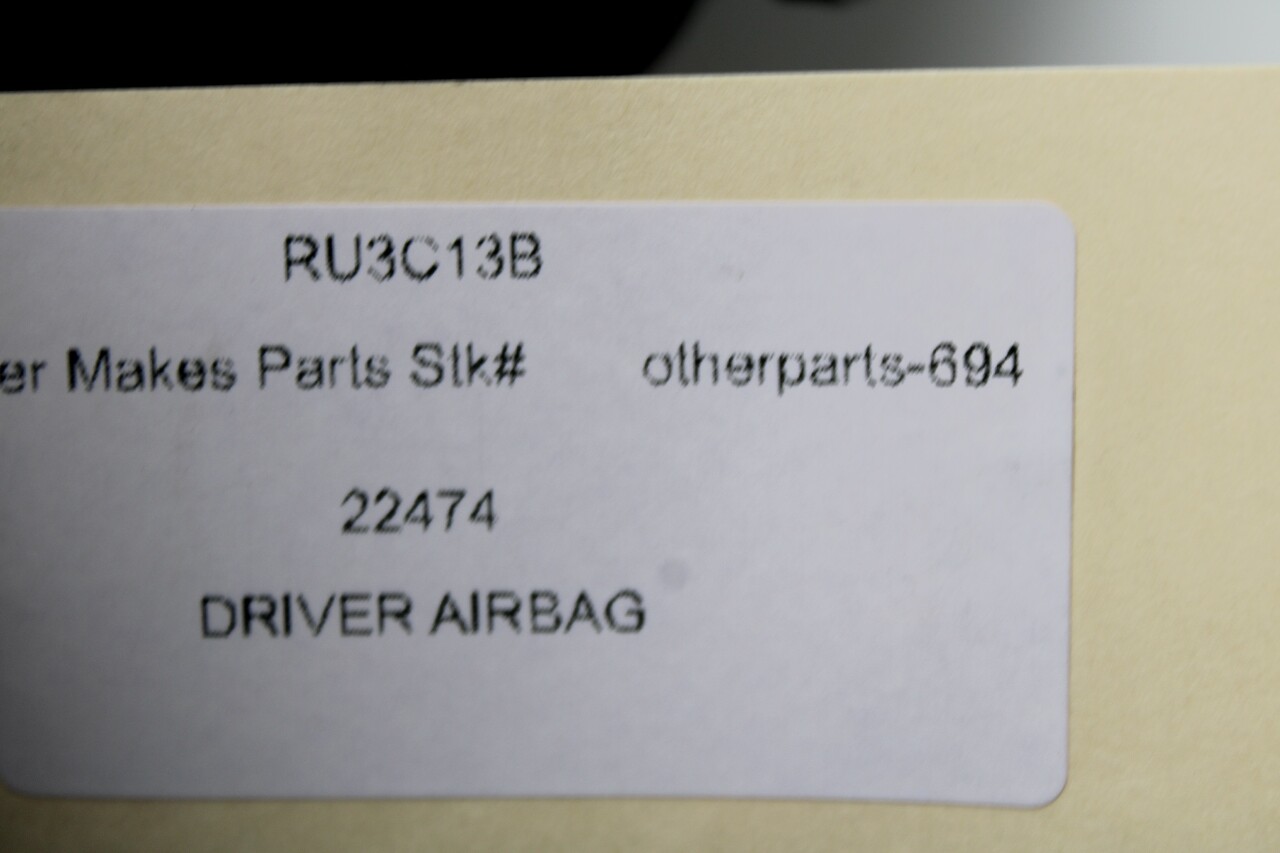 RU3C13B
er Makes Parts Stk# otherparts-694
22474
DRIVER AIRBAG